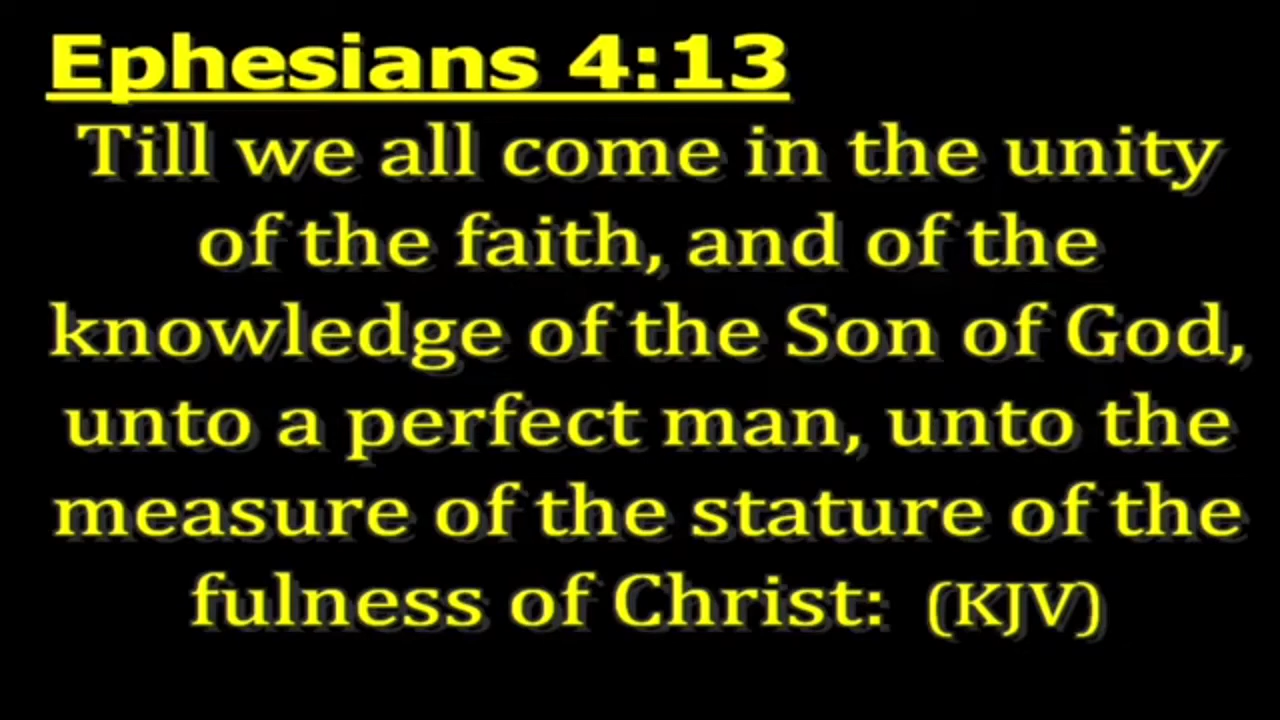 Ephesians 4:13
Till we all come in the unity
of the faith, and of the
knowledge of the Son of God,
unto a perfect man, unto the
measure of the stature of the
fulness of Christ: (KJV)